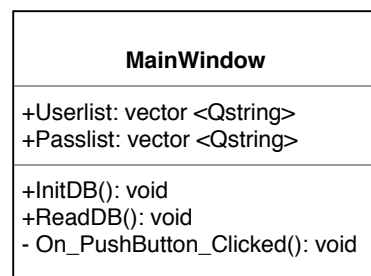 MainWindow
+Userlist: vector <Qstring>
+Passlist: vector <Qstring>
+InitDB(): void
+ReadDB(): void
- On_PushButton_Clicked(): void